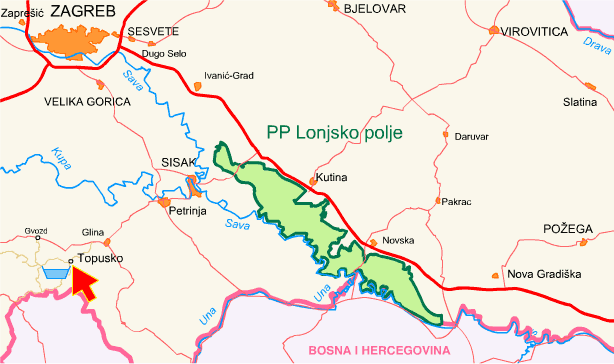 Zaprešić
ZAGREB
SESVETE
Dugo Selo
BJELOVAR
VIROVITICA
Drava
Ivanić-Grad
Sava
VELIKA GORICA
Slatina
PP Lonjsko polje
Daruvar
Kupa
SISAK
Kutina
Petrinja
Pakrac
Sava
Gvozd
Glina
Novska
POŽEGA
Topusko
Nova Gradiška
Una
Una
BOSNA I HERCEGOVINA